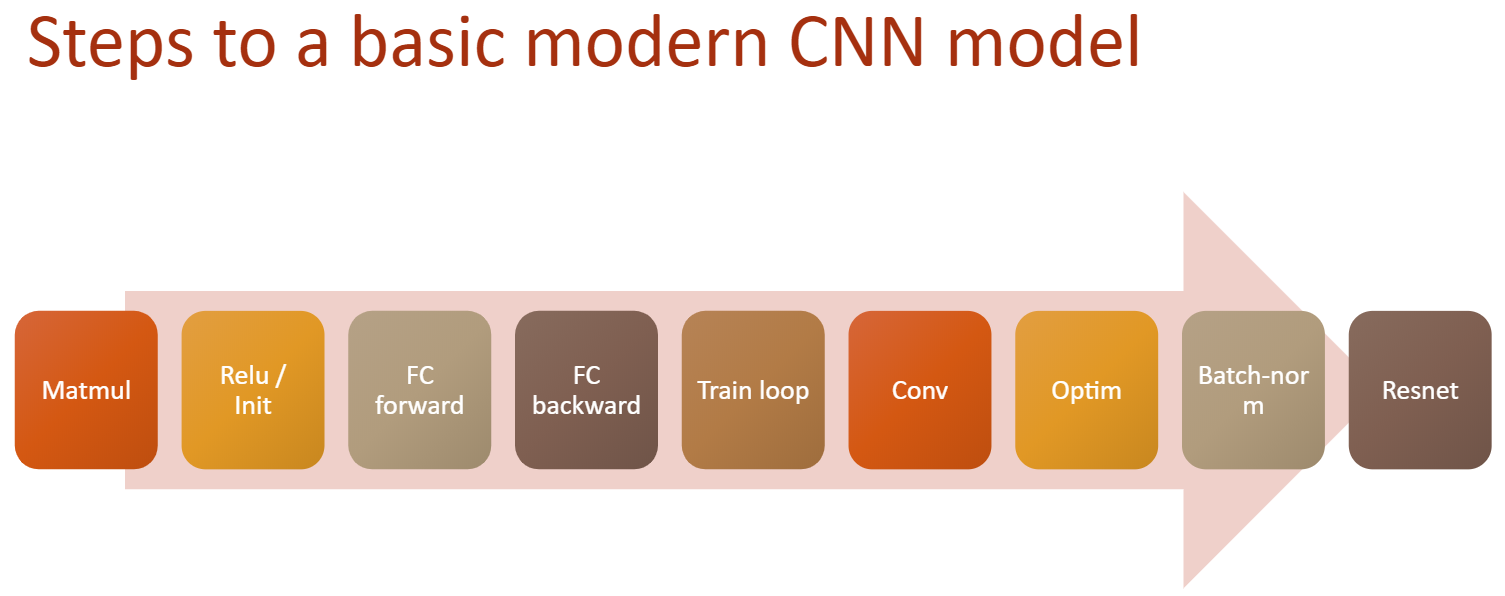 Steps to a basic modern CNN model
Matmul
Relu /
Init
FC
forward
FC
backward
Train loop
Conv
Optim
Batch-nor
m
Resnet